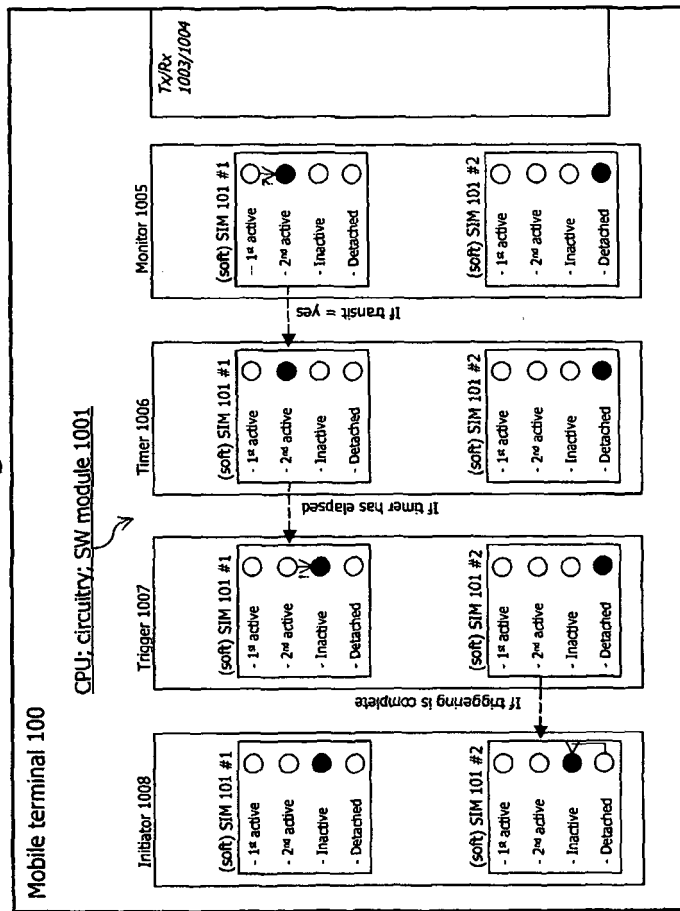 Mobile terminal 100
CPU; circuitry; SW module 1001
Initiator 1008
(soft) SIM 101 #1
- 1st active
- 2nd active
- Inactive
- Detached
(soft) SIM 101 #2
- 1st active
- 2nd active
- Inactive
- Detached
If triggering is complete
Trigger 1007
(soft) SIM 101 #1
- 1st active
- 2nd active
!
- Inactive
- Detached
(soft) SIM 101 #2
- 1st active
- 2nd active
- Inactive
- Detached
If timer has elapsed
Timer 1006
(soft) SIM 101 #1
- 1st active
- 2nd active
- Inactive
- Detached
(soft) SIM 101 #2
- 1st active
- 2nd active
- Inactive
- Detached
If transit = yes
Monitor 1005
(soft) SIM 101 #1
– 1st active
?
- 2nd active
- Inactive
- Detached
(soft) SIM 101 #2
- 1st active
- 2nd active
- Inactive
- Detached
Tx/Rx
1003/1004